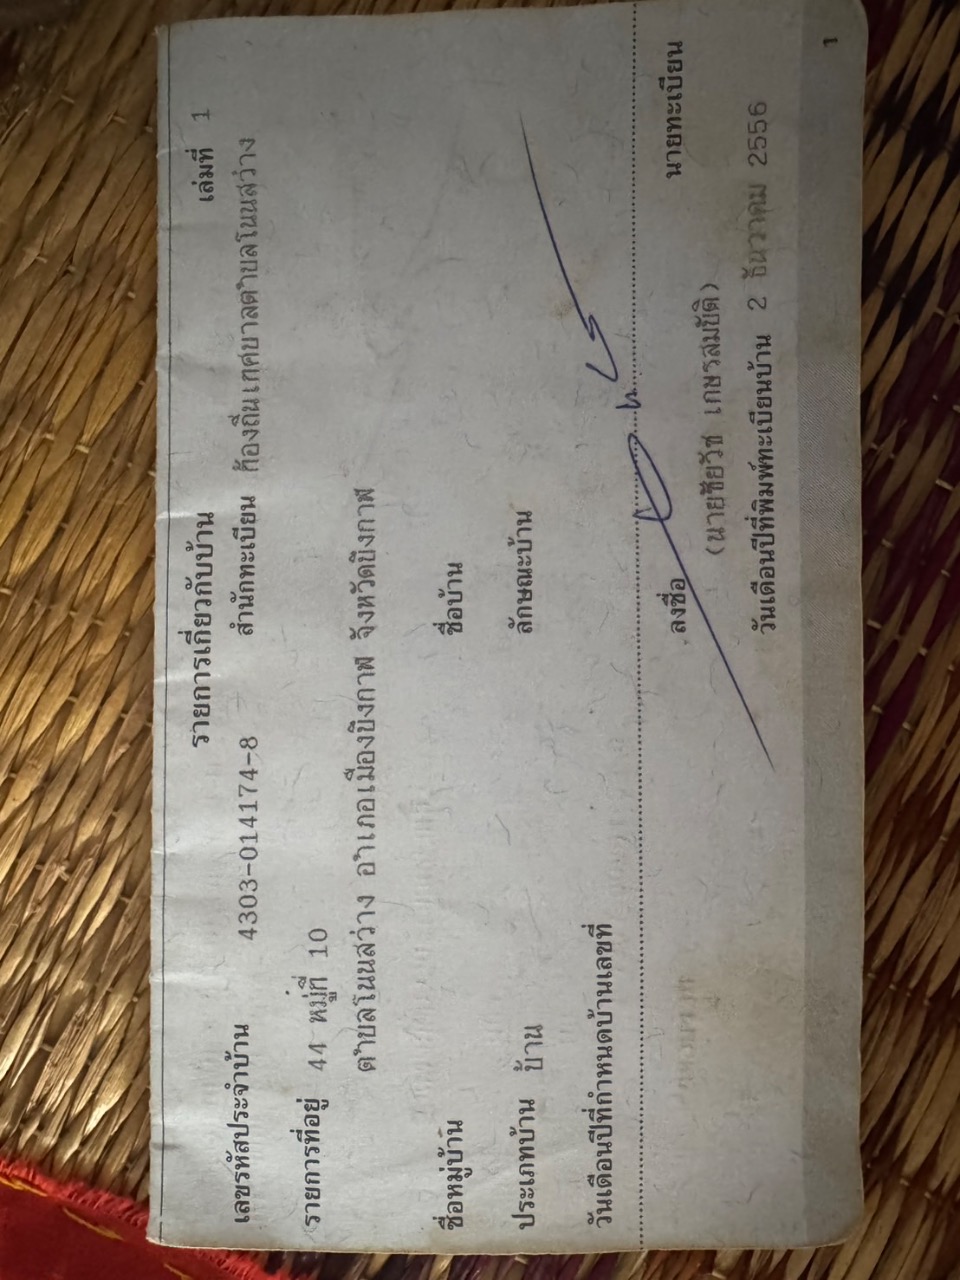 รายการเกี่ยวกับบ้าน เล่มที่ 1
เลขรหัสประจำบ้าน 4303-014174-8 สำนักทะเบียน ท้องถิ่นเทศบาลตำบลโนนสว่าง
รายการที่อยู่ 44 หมู่ที่ 10
ตำบลโนนสว่าง อำเภอเมืองบึงกาฬ จังหวัดบึงกาฬ
ชื่อหมู่บ้าน ชื่อบ้าน
ประเภทบ้าน บ้าน ลักษณะบ้าน
วันเดือนปีที่กำหนดบ้านเลขที่
ลงชื่อ นายทะเบียน
(นายชัยวัช เกษรสมบัติ)
วันเดือนปีที่พิมพ์ทะเบียนบ้าน 2 ธันวาคม 2556
1